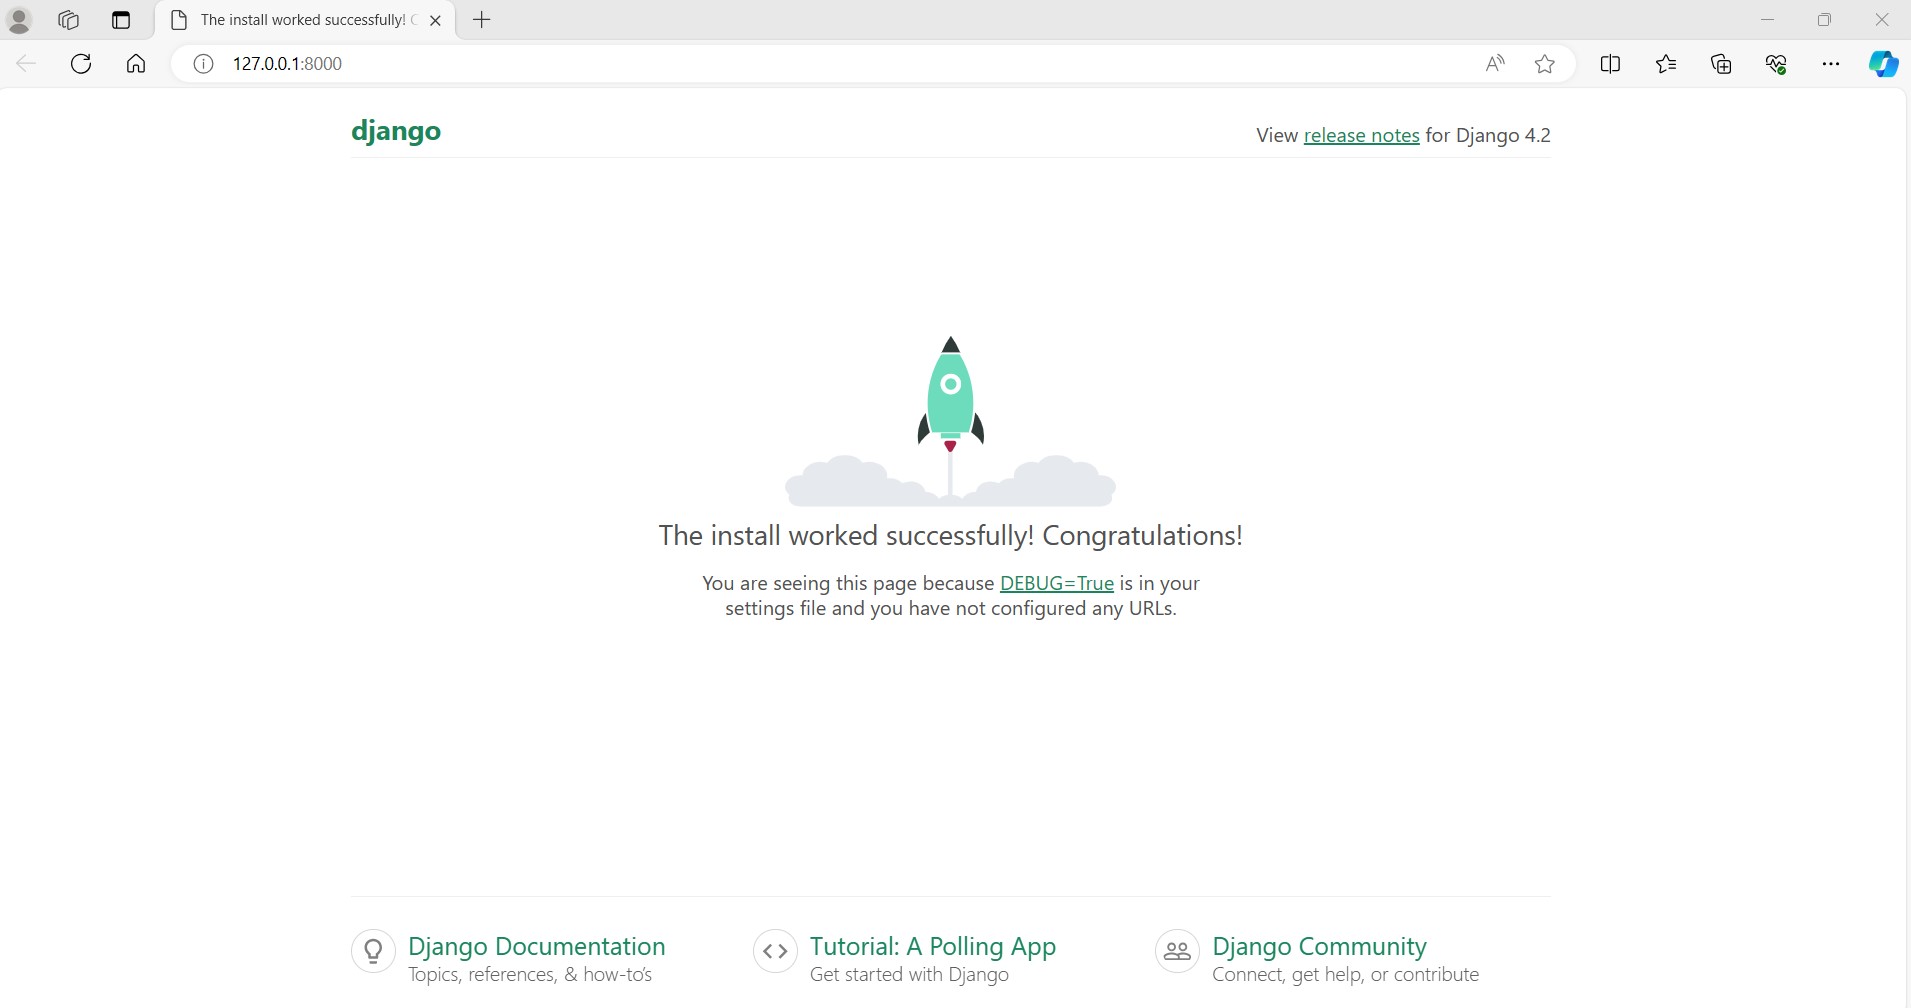 The install worked successfully!
127.0.0.1:8000
django
View release notes for Django 4.2
The install worked successfully! Congratulations!
You are seeing this page because DEBUG=True is in your
settings file and you have not configured any URLs.
Django Documentation
Topics, references, & how-to's
Tutorial: A Polling App
Get started with Django
Django Community
Connect, get help, or contribute